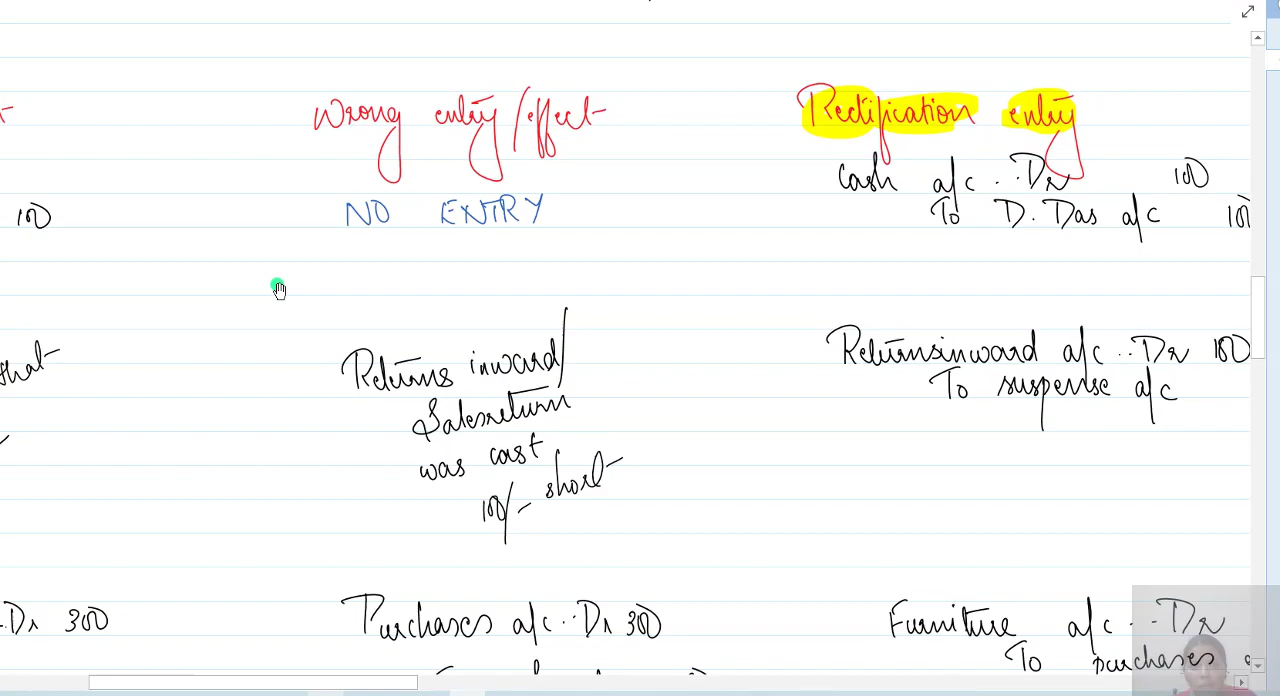 Wrong entry/effect
Rectification entry
Cash a/c ..Dr 100
100
NO ENTRY
To D. Das a/c 100
that
Returns inward/
Sales return
was cast
100/- short
Returns inward a/c ..Dr 100
To suspense a/c
.Dr 300
Purchases a/c ..Dr 300
Furniture a/c ..Dr
To purchases